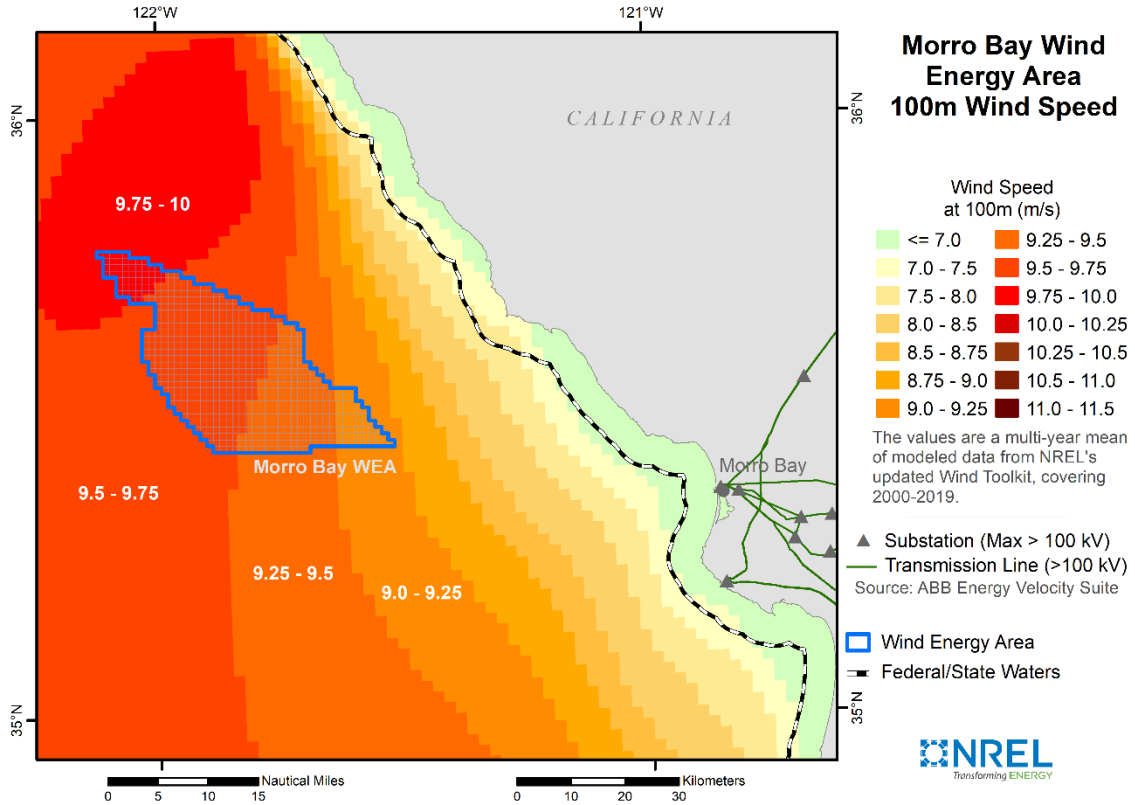 122°W
121°W
36°N
36°N
35°N
35°N
CALIFORNIA
9.75 - 10
Morro Bay WEA
9.5 - 9.75
9.25 - 9.5
9.0 - 9.25
Morro Bay
Nautical Miles
0 5 10 15
Kilometers
0 10 20 30
Morro Bay Wind
Energy Area
100m Wind Speed
Wind Speed
at 100m (m/s)
<= 7.0 9.25 - 9.5
7.0 - 7.5 9.5 - 9.75
7.5 - 8.0 9.75 - 10.0
8.0 - 8.5 10.0 - 10.25
8.5 - 8.75 10.25 - 10.5
8.75 - 9.0 10.5 - 11.0
9.0 - 9.25 11.0 - 11.5
The values are a multi-year mean
of modeled data from NREL's
updated Wind Toolkit, covering
2000-2019.
Substation (Max > 100 kV)
Transmission Line (>100 kV)
Source: ABB Energy Velocity Suite
Wind Energy Area
Federal/State Waters
NREL
Transforming ENERGY